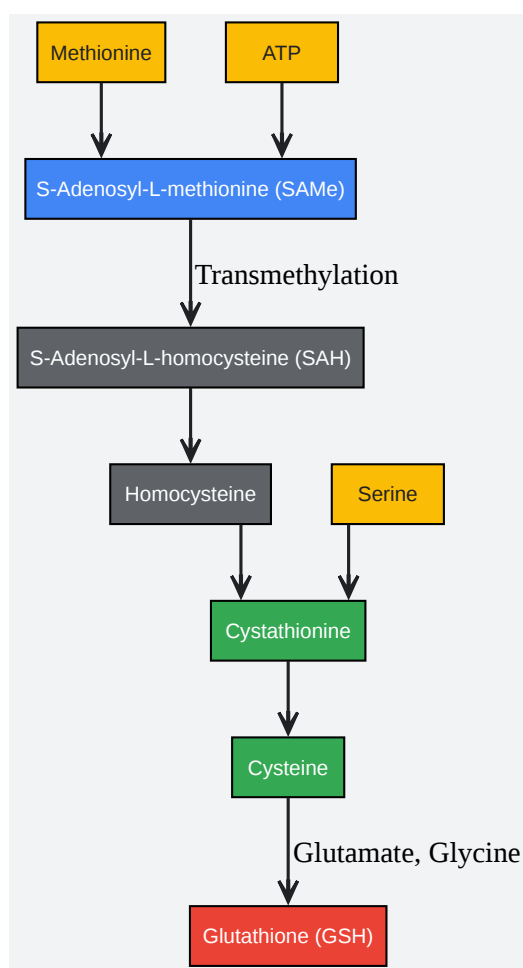 Methionine
ATP
S-Adenosyl-L-methionine (SAMe)
Transmethylation
S-Adenosyl-L-homocysteine (SAH)
Homocysteine
Serine
Cystathionine
Cysteine
Glutamate, Glycine
Glutathione (GSH)